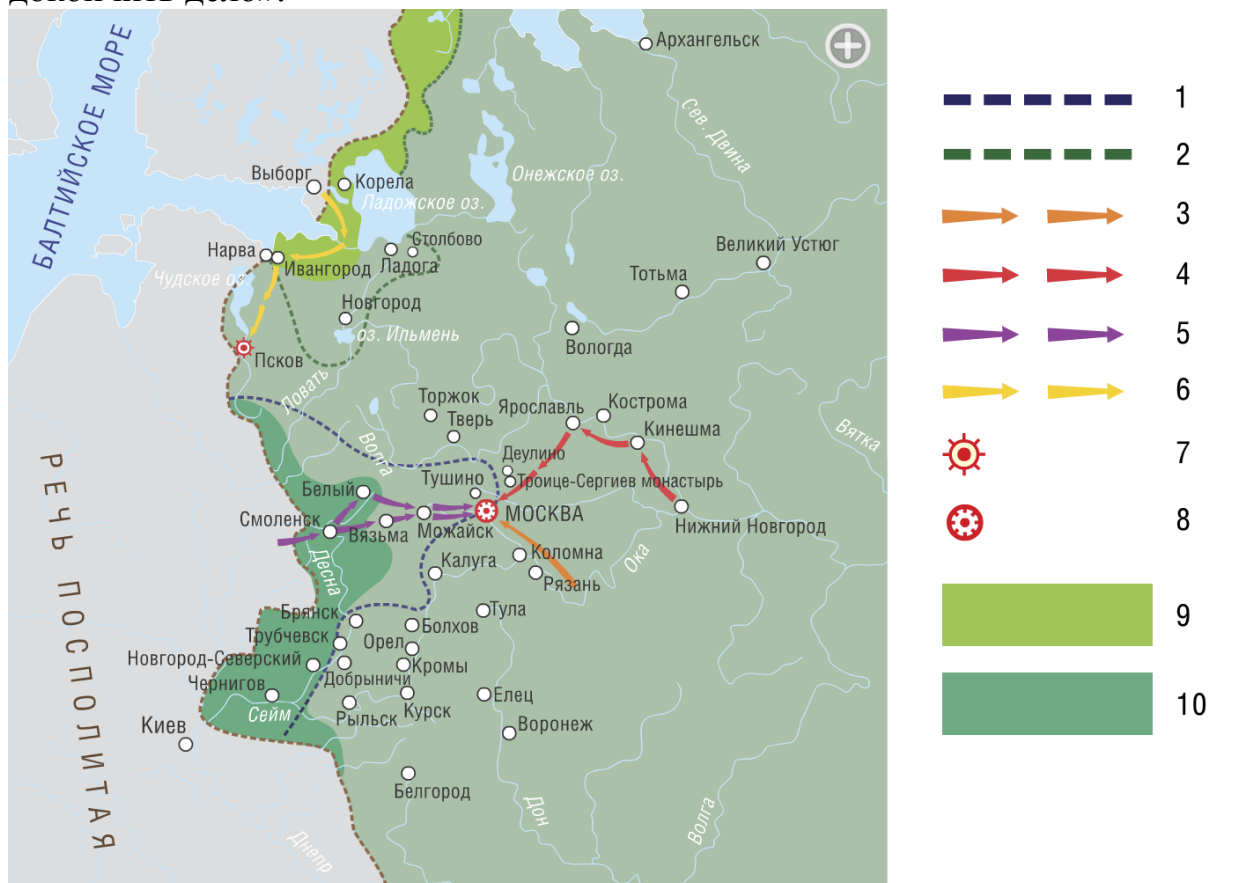 докончить дело».
БАЛТИЙСКОЕ МОРЕ
Архангельск
Сев. Двина
Онежское оз.
Выборг
Корела
Ладожское оз.
Столбово
Нарва
Ивангород
Ладога
Чудское оз.
Великий Устюг
Тотьма
Новгород
оз. Ильмень
Вологда
Псков
Ловать
Торжок
Ярославль
Кострома
Тверь
Кинешма
Вятка
Волга
Деулино
Тушино
Троице-Сергиев монастырь
Белый
МОСКВА
Смоленск
Вязьма
Можайск
Нижний Новгород
РЕЧЬ ПОСПОЛИТАЯ
Десна
Калуга
Коломна
Ока
Рязань
Брянск
Тула
Болхов
Трубчевск
Орел
Новгород-Северский
Кромы
Добрыничи
Чернигов
Сейм
Рыльск
Курск
Елец
Киев
Воронеж
Белгород
Дон
Волга
Днепр
1
2
3
4
5
6
7
8
9
10